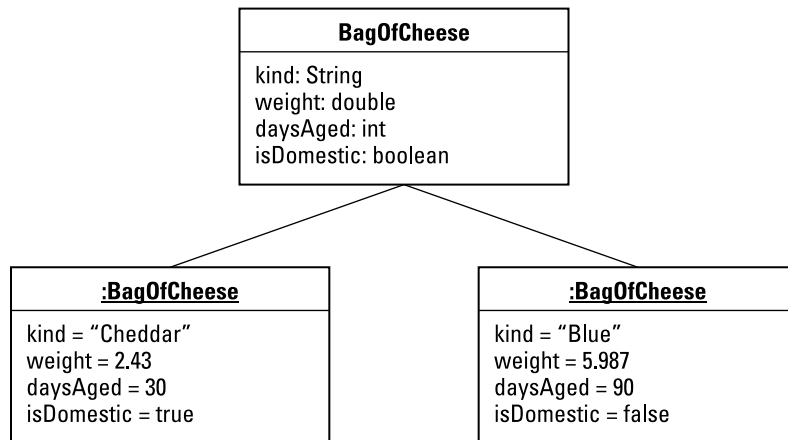 BagOfCheese
kind: String
weight: double
daysAged: int
isDomestic: boolean
:BagOfCheese
kind = “Cheddar”
weight = 2.43
daysAged = 30
isDomestic = true
:BagOfCheese
kind = “Blue”
weight = 5.987
daysAged = 90
isDomestic = false